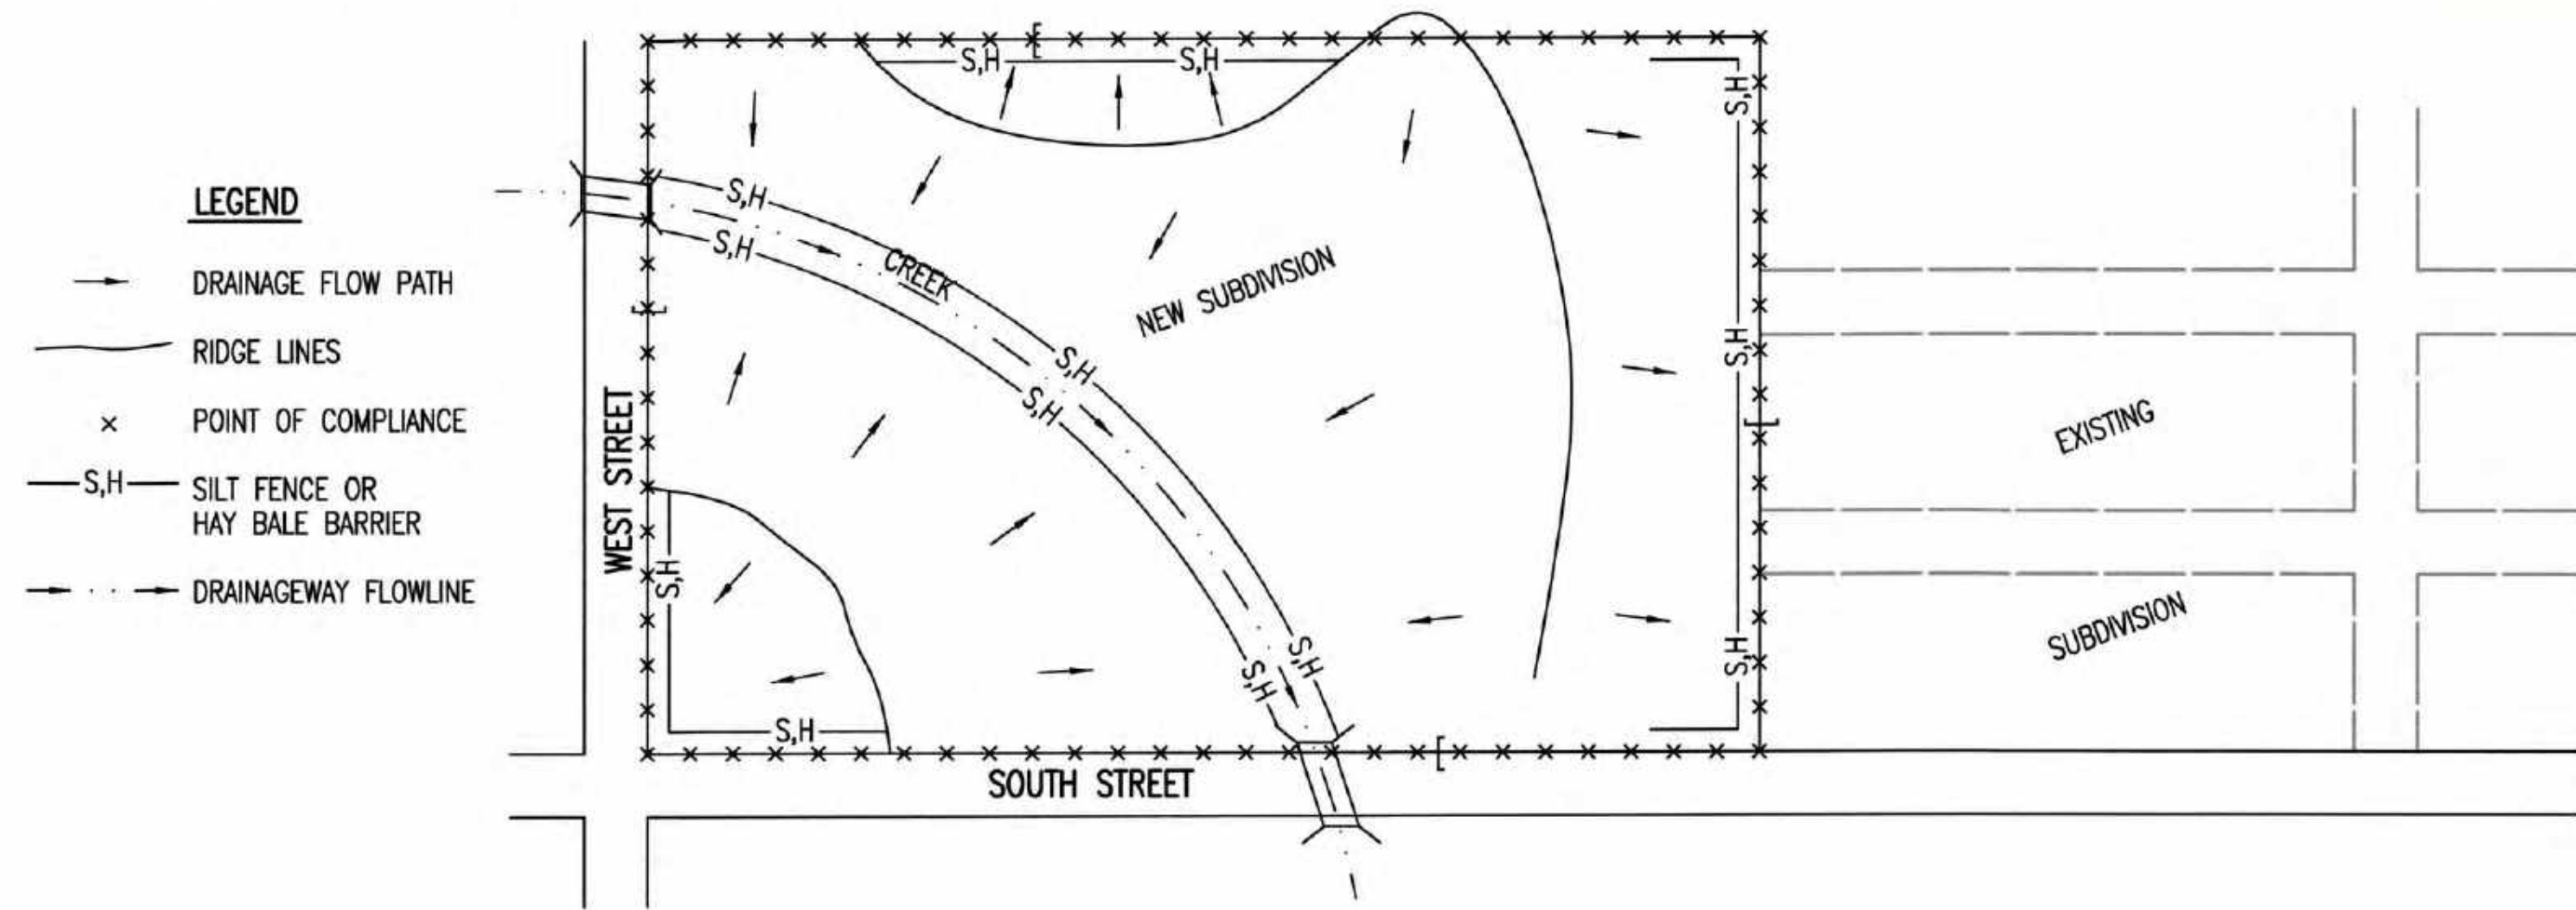 LEGEND
DRAINAGE FLOW PATH
RIDGE LINES
× POINT OF COMPLIANCE
S,H SILT FENCE OR
HAY BALE BARRIER
DRAINAGEWAY FLOWLINE
S,H
S,H
S,H
S,H
S,H
S,H
S,H
S,H
S,H
S,H
S,H
S,H
S,H
CREEK
NEW SUBDIVISION
WEST STREET
SOUTH STREET
EXISTING
SUBDIVISION